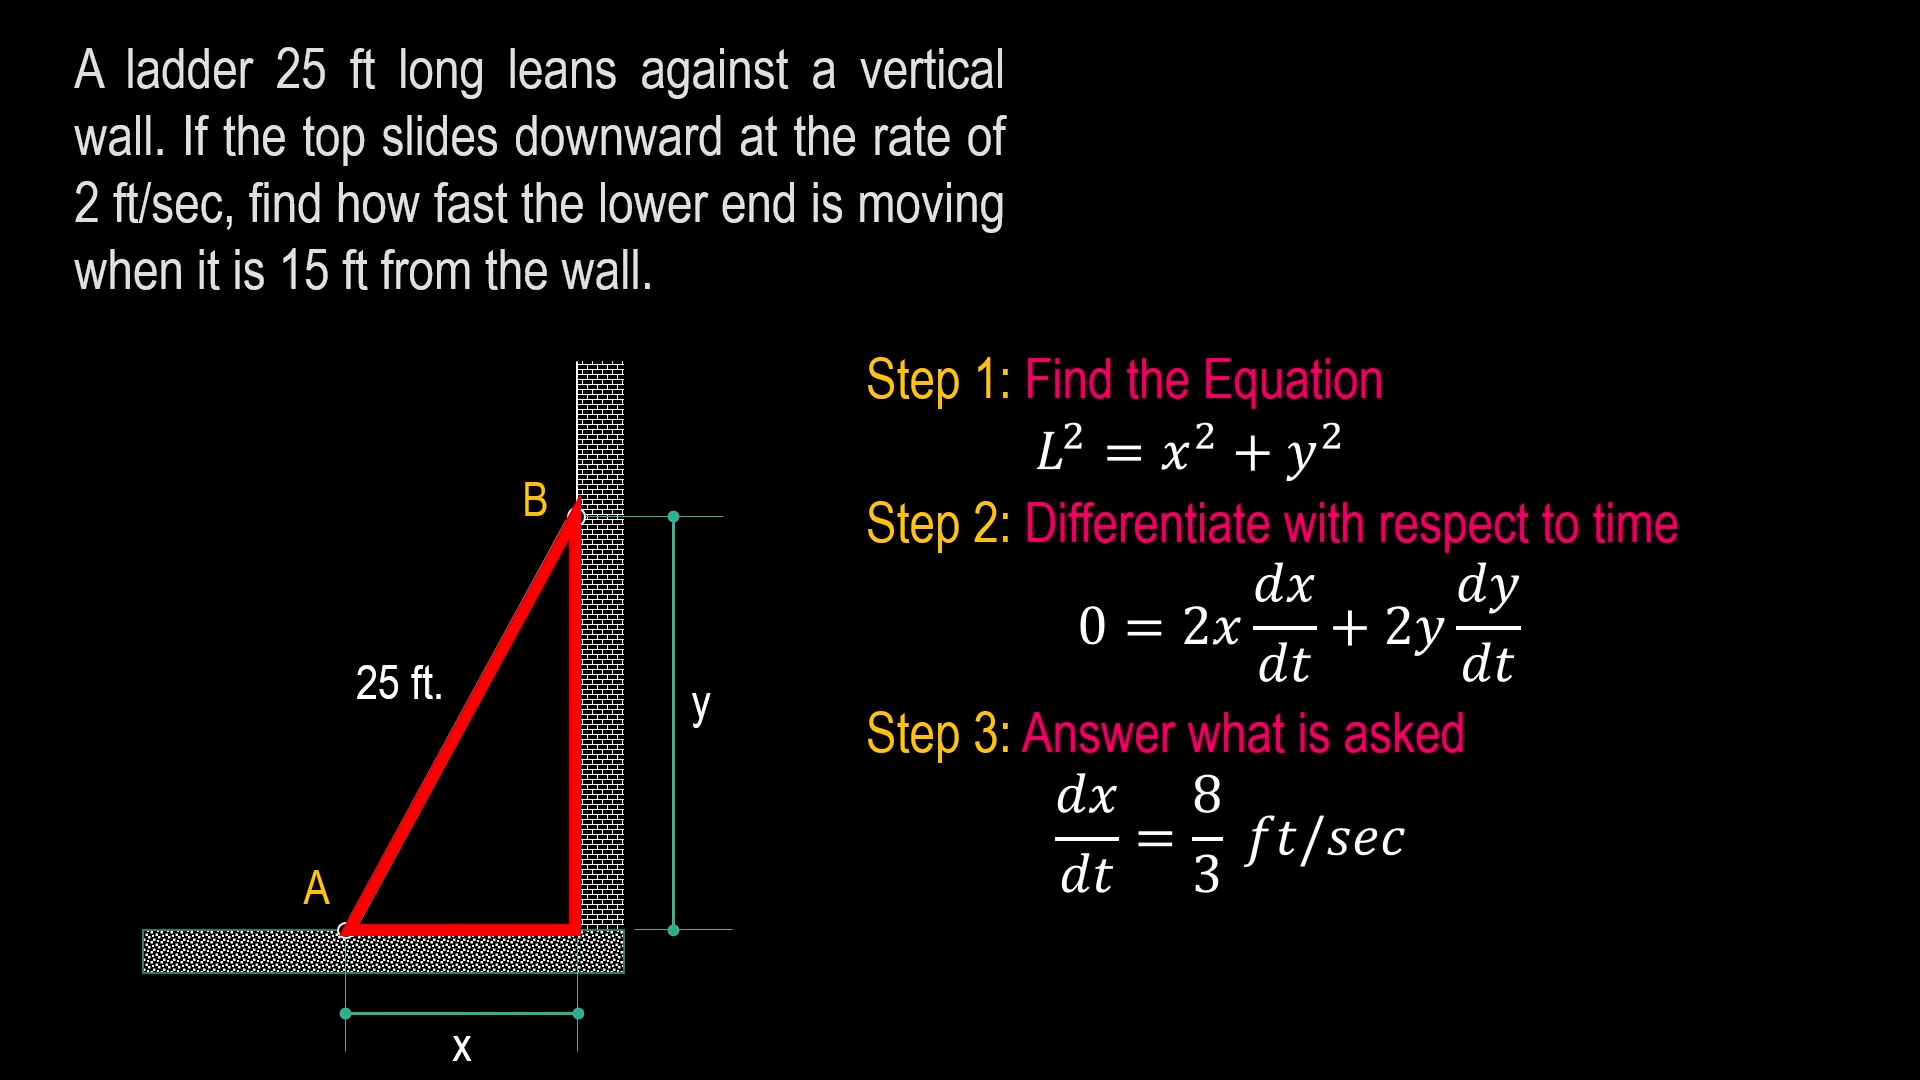 A ladder 25 ft long leans against a vertical
wall. If the top slides downward at the rate of
2 ft/sec, find how fast the lower end is moving
when it is 15 ft from the wall.
Step 1: Find the Equation
L² = x² + y²
Step 2: Differentiate with respect to time
0 = 2x dx/dt + 2y dy/dt
Step 3: Answer what is asked
dx/dt = 8/3 ft/sec
B
25 ft.
y
A
x